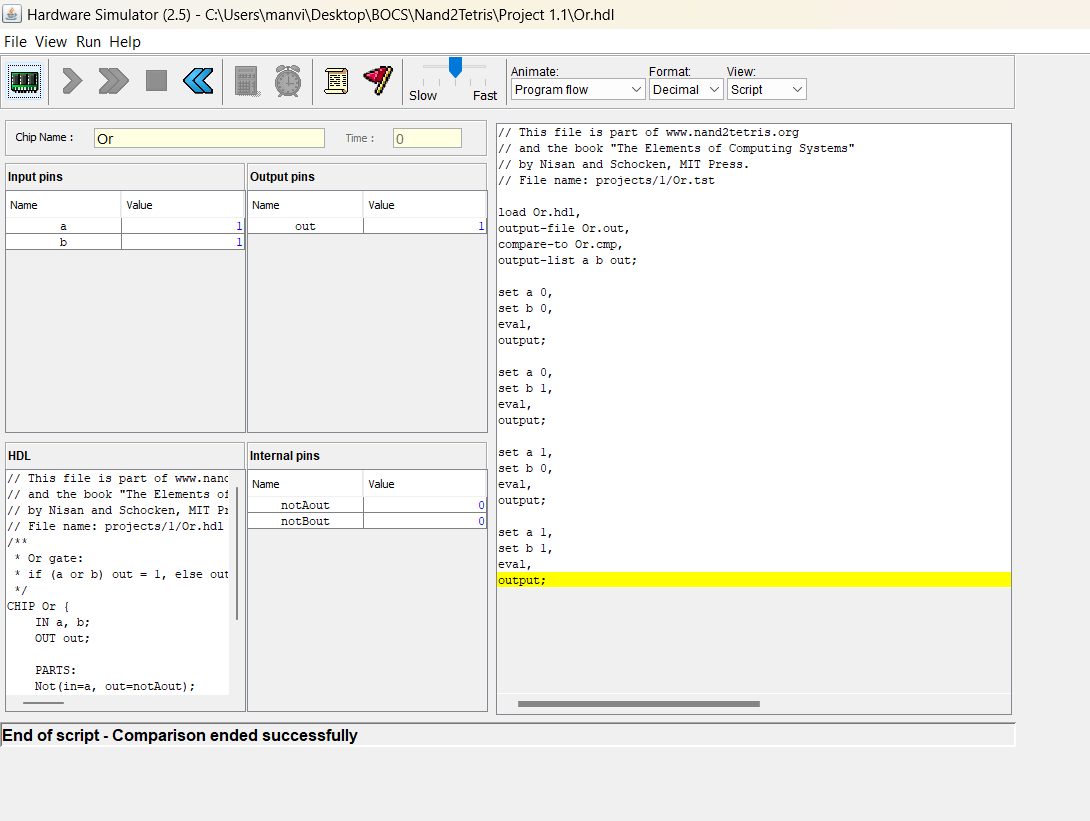 Hardware Simulator (2.5) - C:\Users\manvi\Desktop\BOCS\Nand2Tetris\Project 1.1\Or.hdl
File View Run Help
Slow Fast
Animate: Format: View:
Program flow Decimal Script
Chip Name : Or Time : 0
Input pins
Name Value
a 1
b 1
Output pins
Name Value
out 1
HDL
// This file is part of www.nand
// and the book "The Elements of
// by Nisan and Schocken, MIT Pr
// File name: projects/1/Or.hdl
/**
* Or gate:
* if (a or b) out = 1, else out
*/
CHIP Or {
IN a, b;
OUT out;
PARTS:
Not(in=a, out=notAout);
Internal pins
Name Value
notAout 0
notBout 0
// This file is part of www.nand2tetris.org
// and the book "The Elements of Computing Systems"
// by Nisan and Schocken, MIT Press.
// File name: projects/1/Or.tst
load Or.hdl,
output-file Or.out,
compare-to Or.cmp,
output-list a b out;
set a 0,
set b 0,
eval,
output;
set a 0,
set b 1,
eval,
output;
set a 1,
set b 0,
eval,
output;
set a 1,
set b 1,
eval,
output;
End of script - Comparison ended successfully